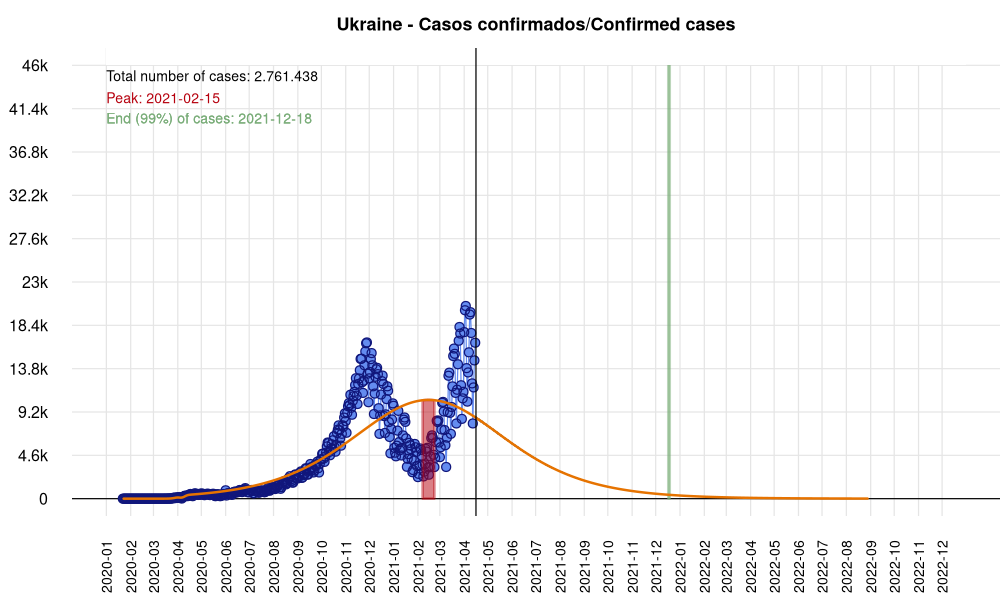 Ukraine - Casos confirmados/Confirmed cases
Total number of cases: 2.761.438
Peak: 2021-02-15
End (99%) of cases: 2021-12-18
46k
41.4k
36.8k
32.2k
27.6k
23k
18.4k
13.8k
9.2k
4.6k
0
2020-01
2020-02
2020-03
2020-04
2020-05
2020-06
2020-07
2020-08
2020-09
2020-10
2020-11
2020-12
2021-01
2021-02
2021-03
2021-04
2021-05
2021-06
2021-07
2021-08
2021-09
2021-10
2021-11
2021-12
2022-01
2022-02
2022-03
2022-04
2022-05
2022-06
2022-07
2022-08
2022-09
2022-10
2022-11
2022-12